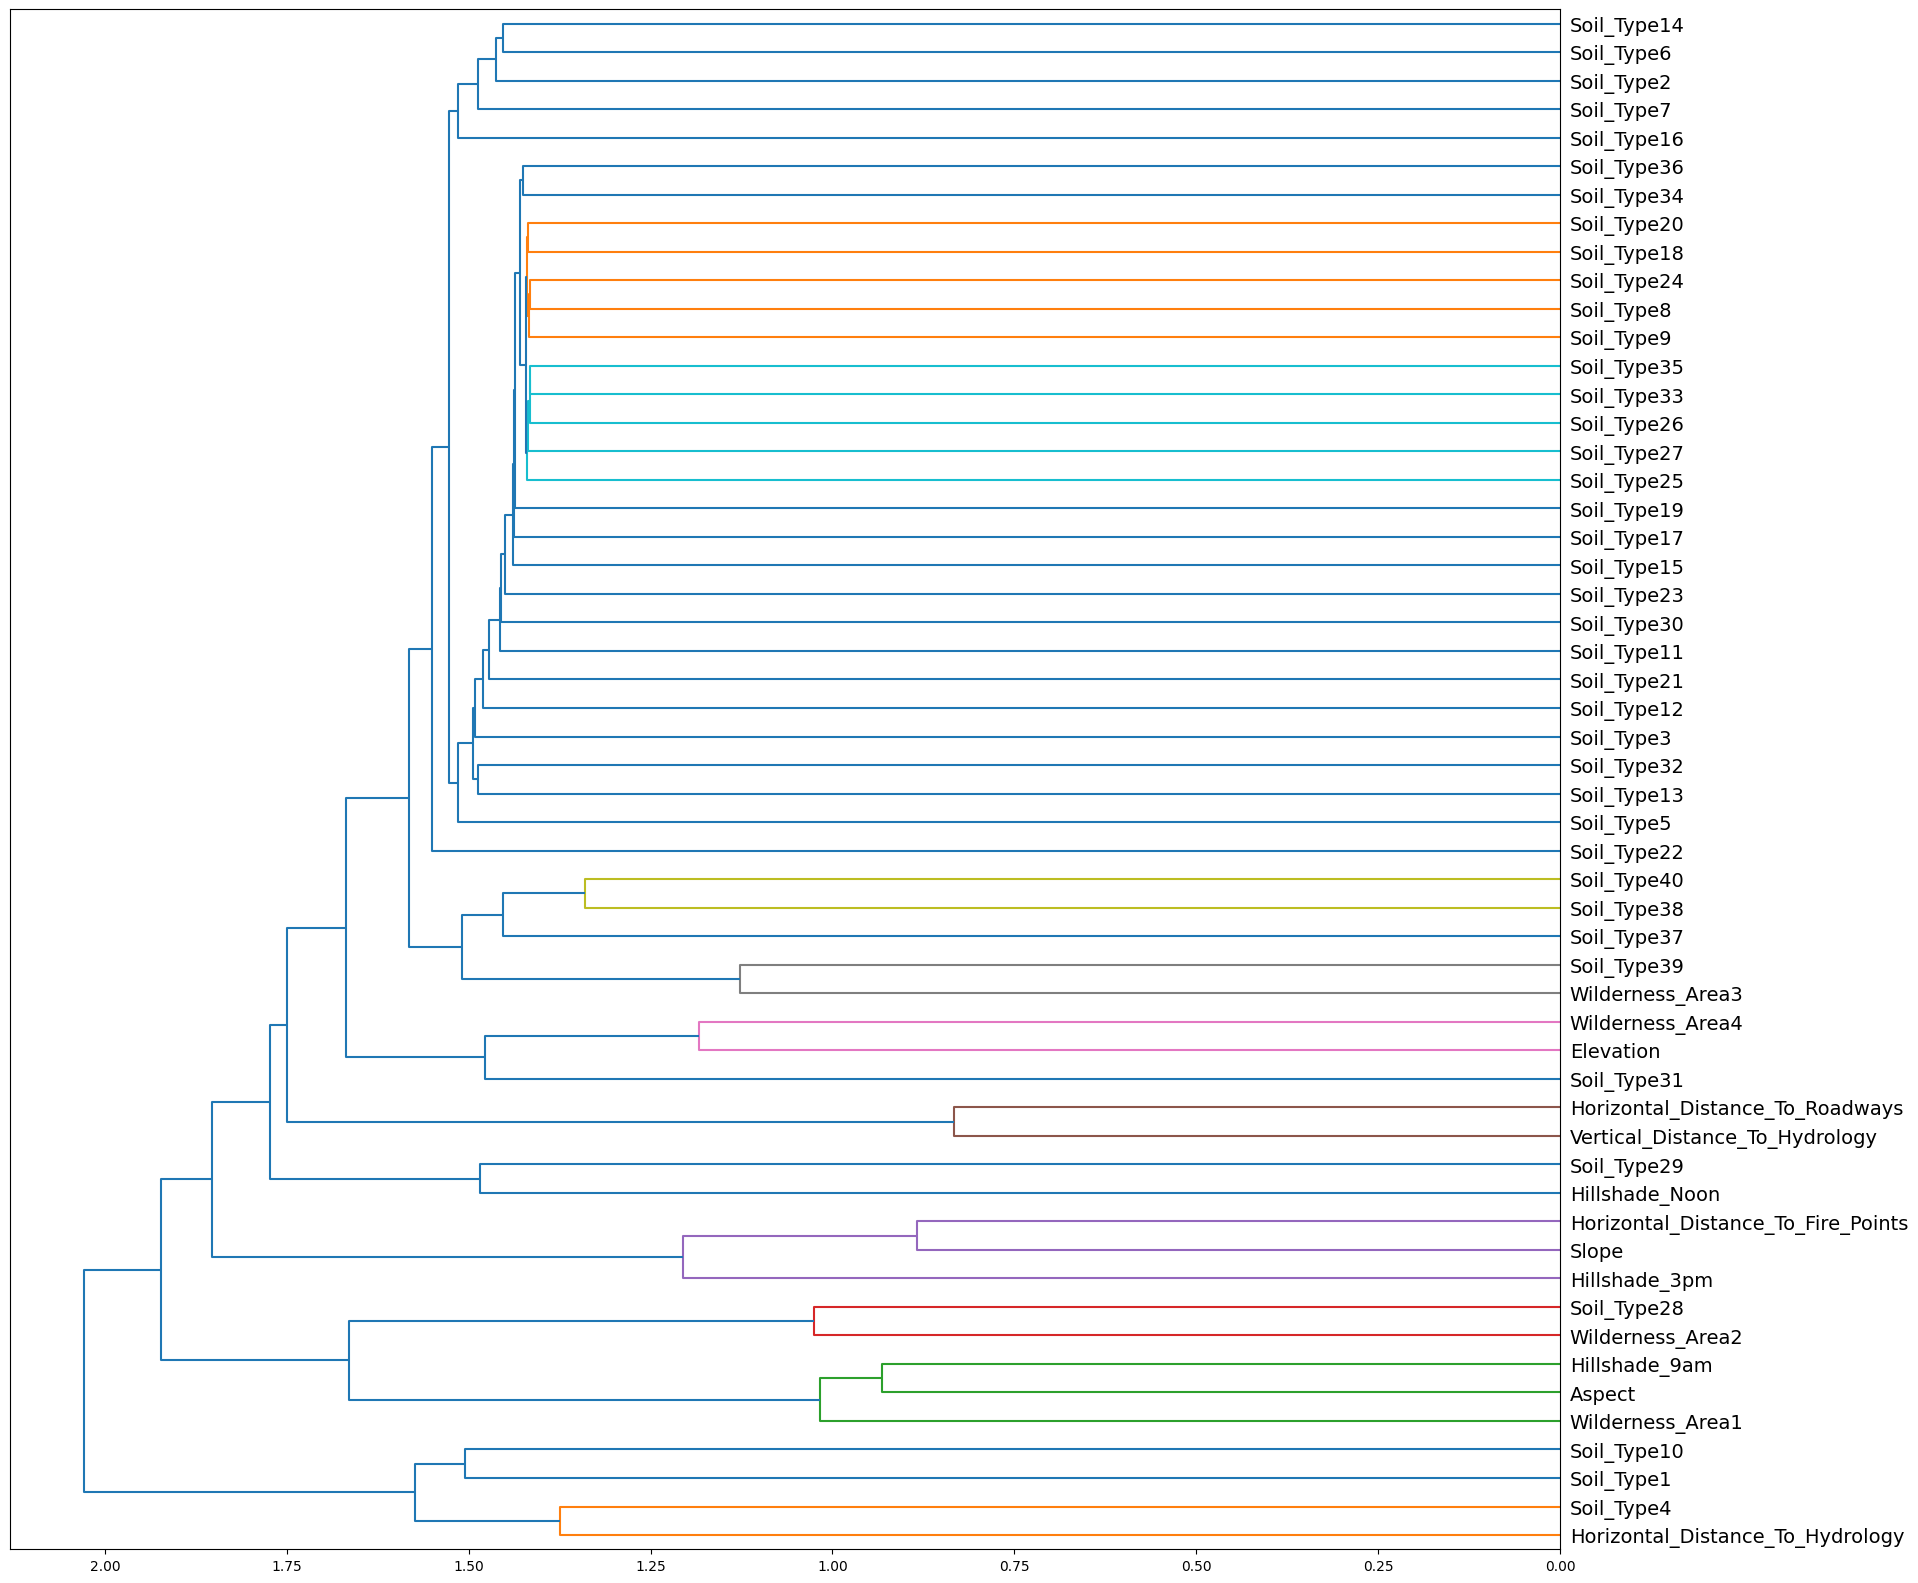 Soil_Type14
Soil_Type6
Soil_Type2
Soil_Type7
Soil_Type16
Soil_Type36
Soil_Type34
Soil_Type20
Soil_Type18
Soil_Type24
Soil_Type8
Soil_Type9
Soil_Type35
Soil_Type33
Soil_Type26
Soil_Type27
Soil_Type25
Soil_Type19
Soil_Type17
Soil_Type15
Soil_Type23
Soil_Type30
Soil_Type11
Soil_Type21
Soil_Type12
Soil_Type3
Soil_Type32
Soil_Type13
Soil_Type5
Soil_Type22
Soil_Type40
Soil_Type38
Soil_Type37
Soil_Type39
Wilderness_Area3
Wilderness_Area4
Elevation
Soil_Type31
Horizontal_Distance_To_Roadways
Vertical_Distance_To_Hydrology
Soil_Type29
Hillshade_Noon
Horizontal_Distance_To_Fire_Points
Slope
Hillshade_3pm
Soil_Type28
Wilderness_Area2
Hillshade_9am
Aspect
Wilderness_Area1
Soil_Type10
Soil_Type1
Soil_Type4
Horizontal_Distance_To_Hydrology
2.00 1.75 1.50 1.25 1.00 0.75 0.50 0.25 0.00